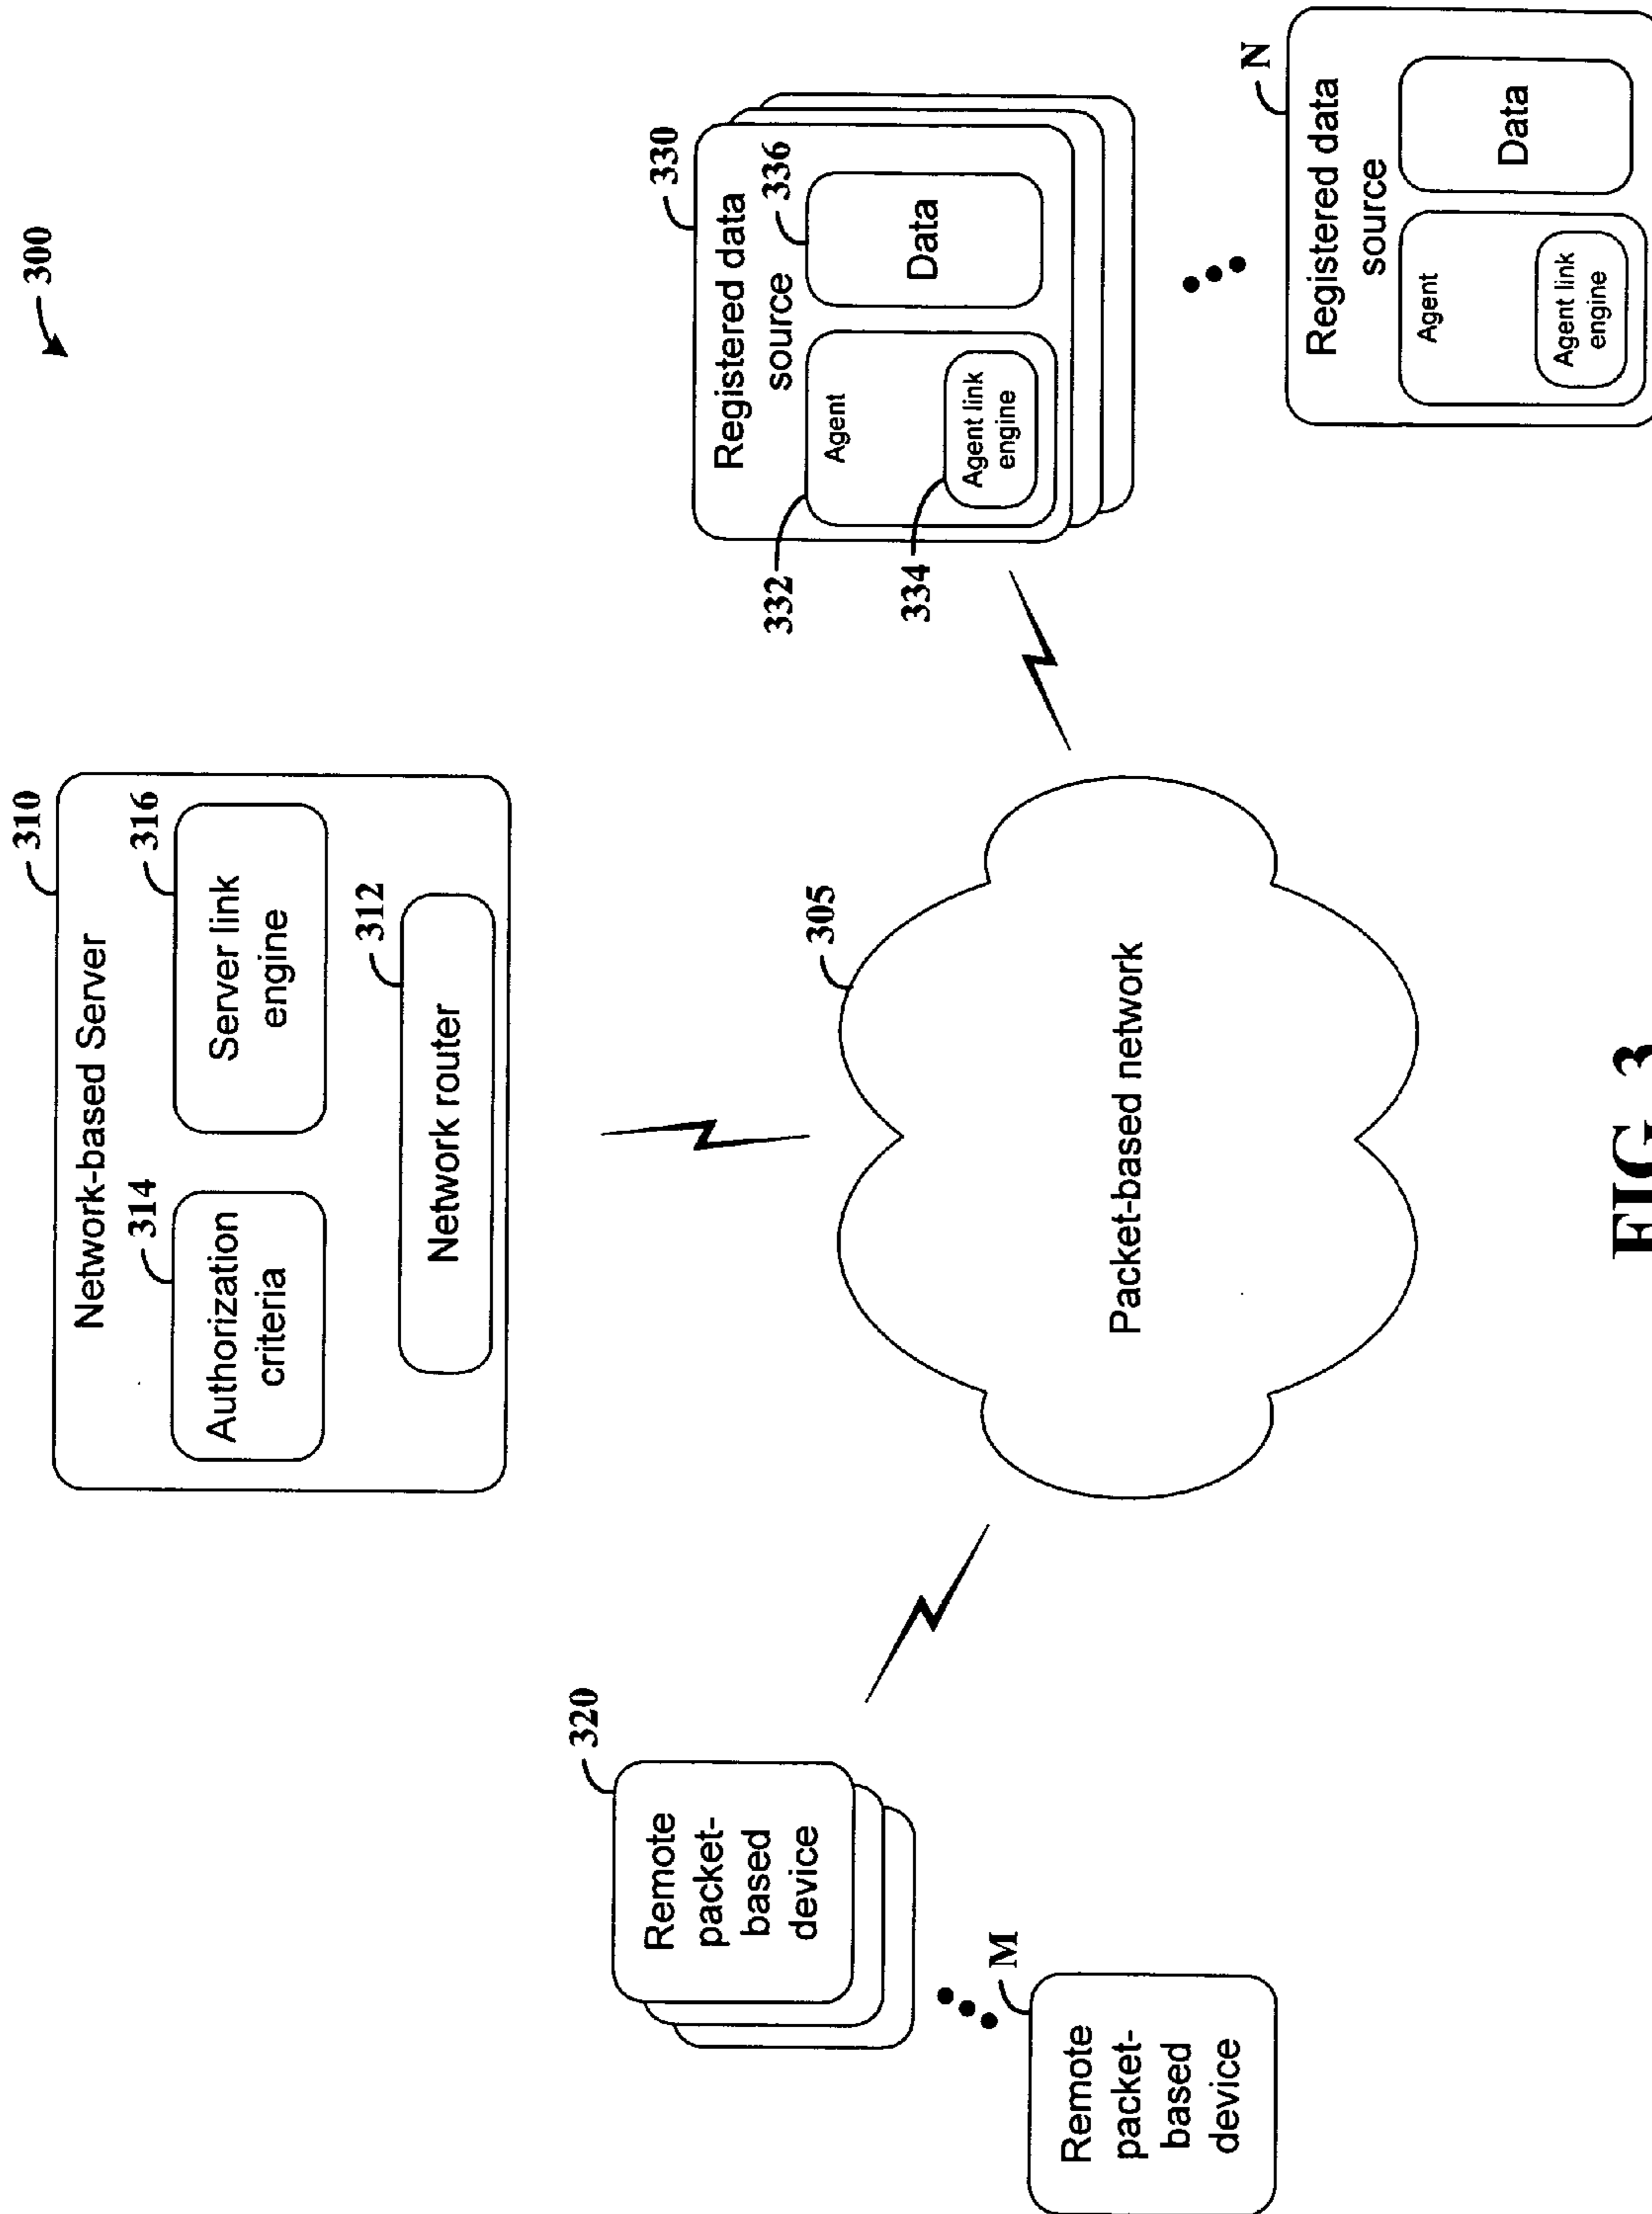 300
310
Network-based Server
314
316
Authorization
criteria
Server link
engine
312
Network router
320
Remote
packet-
based
device
M
Remote
packet-
based
device
305
Packet-based network
330
Registered data
source
336
332
Agent
Data
334
Agent link
engine
N
Registered data
source
Agent
Data
Agent link
engine
FIG. 3